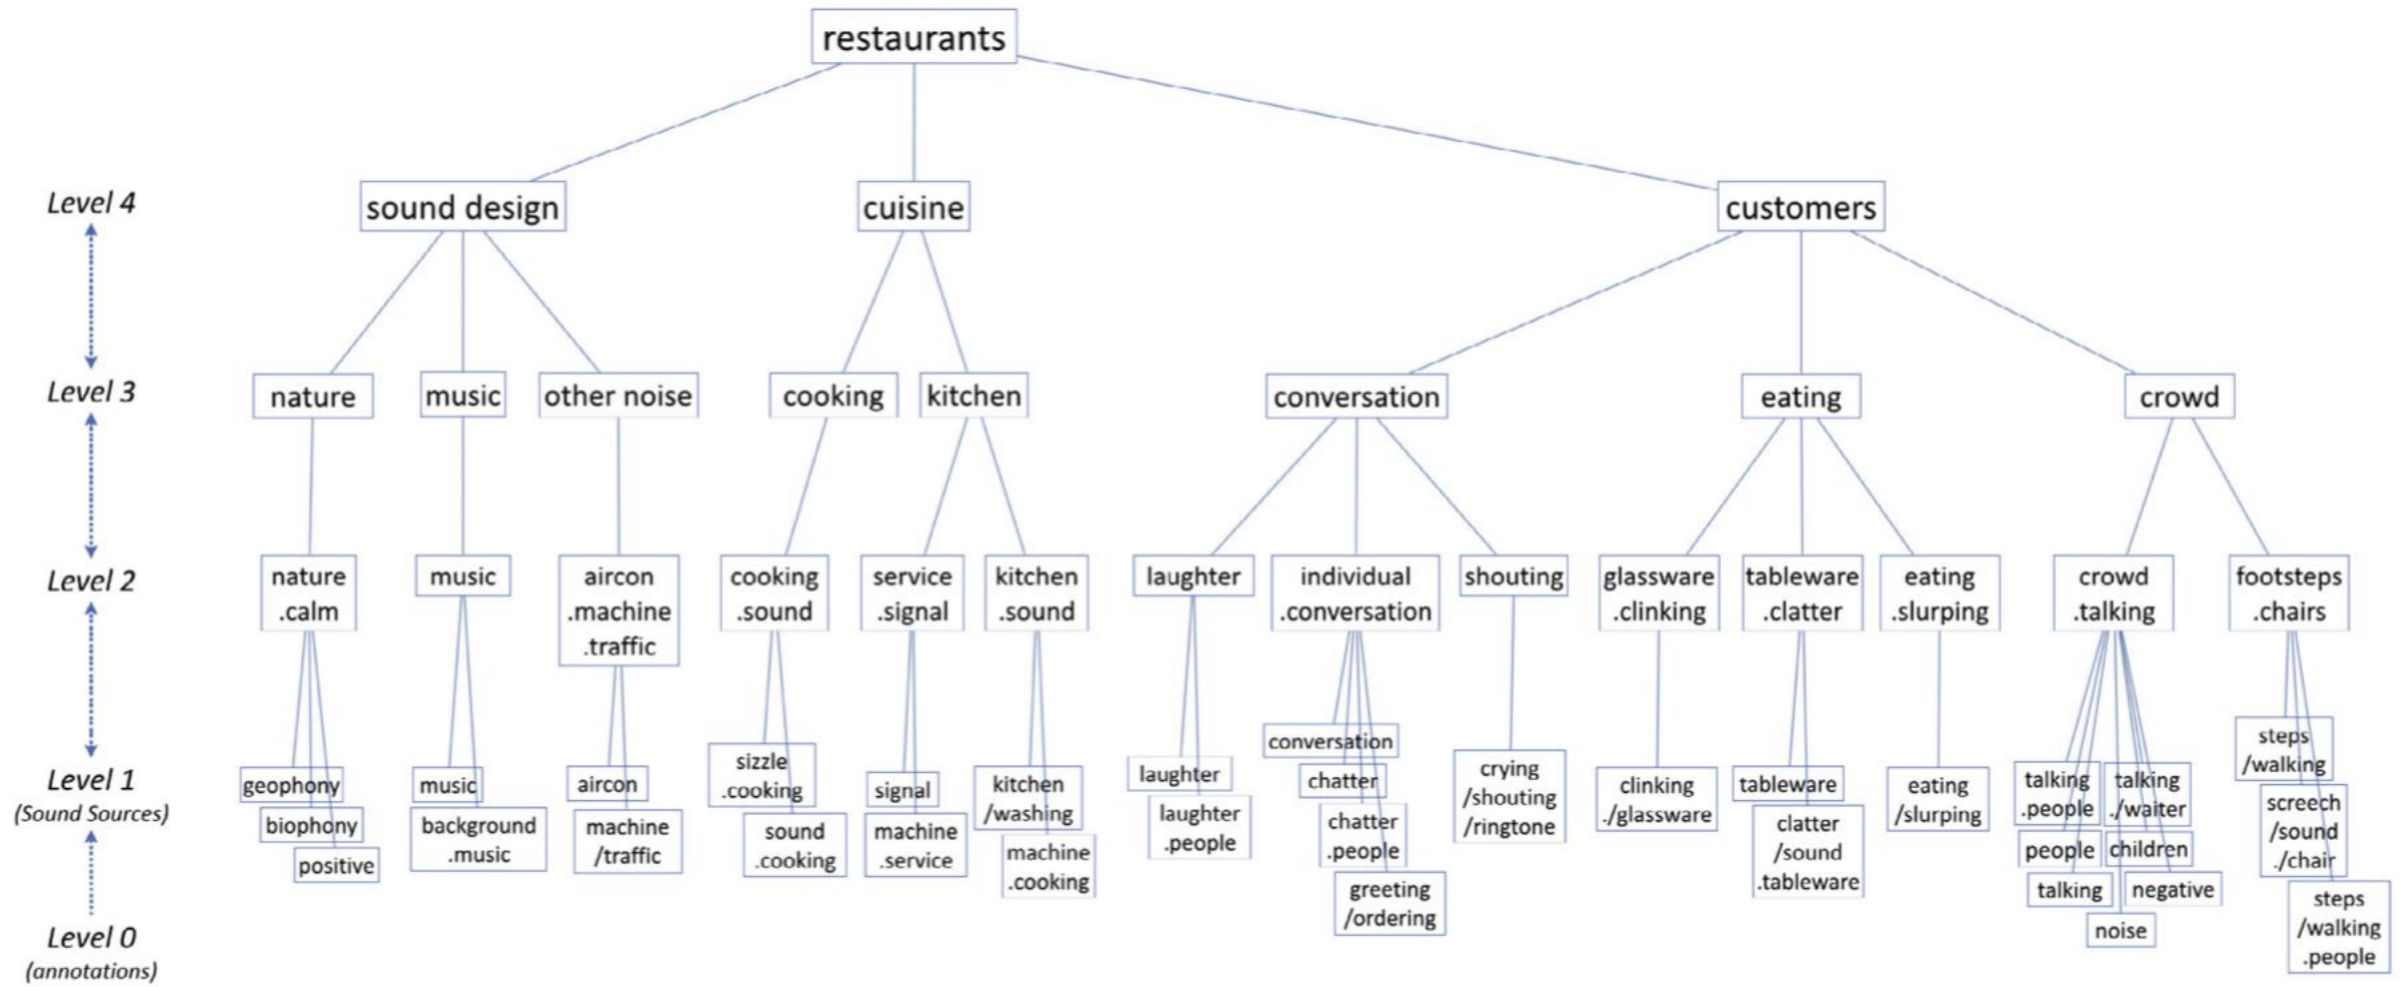 restaurants
Level 4
sound design
cuisine
customers
Level 3
nature
music
other noise
cooking
kitchen
conversation
eating
crowd
Level 2
nature
.calm
music
aircon
.machine
.traffic
cooking
.sound
service
.signal
kitchen
.sound
laughter
individual
.conversation
shouting
glassware
.clinking
tableware
.clatter
eating
.slurping
crowd
.talking
footsteps
.chairs
Level 1
(Sound Sources)
geophony
biophony
positive
music
background
.music
aircon
machine
/traffic
sizzle
.cooking
sound
.cooking
signal
machine
.service
kitchen
/washing
machine
.cooking
laughter
laughter
.people
conversation
chatter
chatter
.people
greeting
/ordering
crying
/shouting
/ringtone
clinking
./glassware
tableware
clatter
/sound
.tableware
eating
/slurping
talking
.people
people
talking
noise
talking
./waiter
children
negative
steps
/walking
screech
/sound
./chair
steps
/walking
.people
Level 0
(annotations)